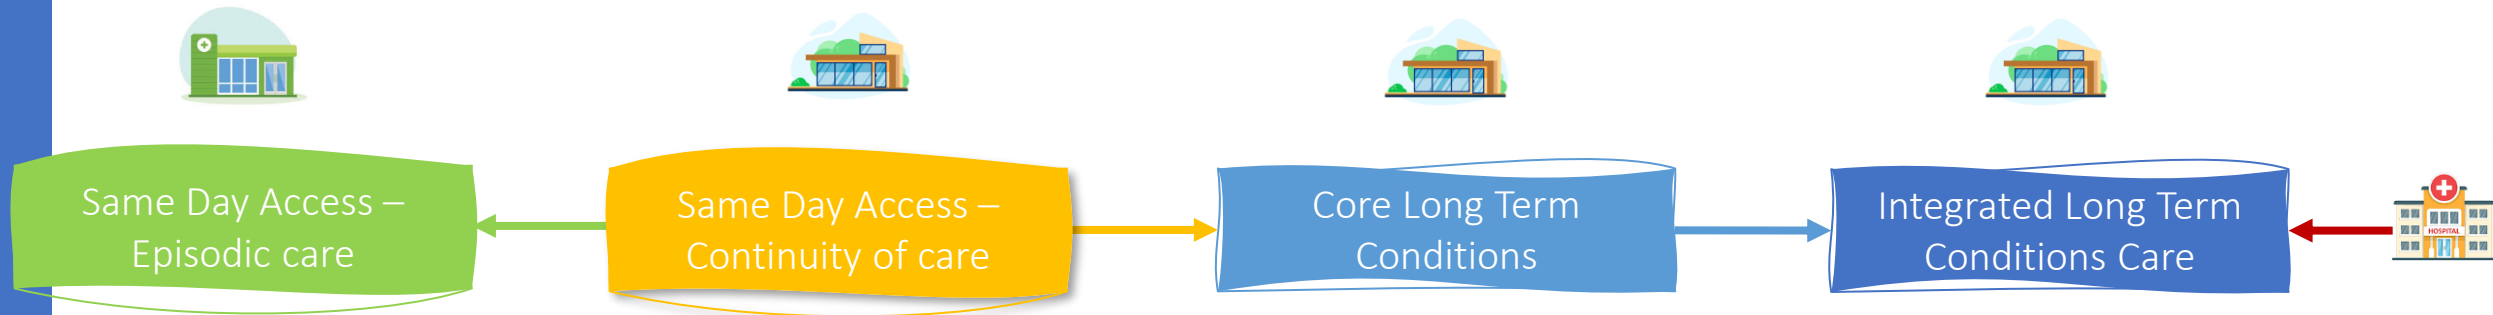 Same Day Access –
Episodic care
Same Day Access –
Continuity of care
Core Long Term
Conditions
Integrated Long Term
Conditions Care
HOSPITAL